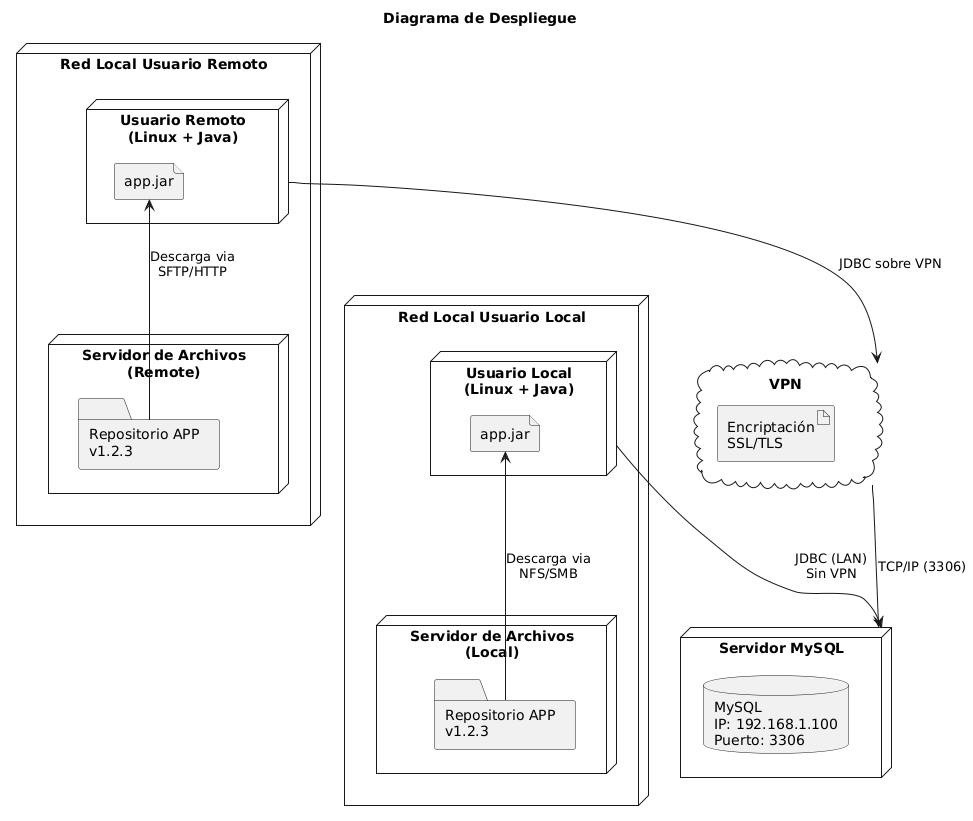 Diagrama de Despliegue
Red Local Usuario Remoto
Usuario Remoto
(Linux + Java)
app.jar
Descarga via
SFTP/HTTP
Servidor de Archivos
(Remote)
Repositorio APP
v1.2.3
JDBC sobre VPN
Red Local Usuario Local
Usuario Local
(Linux + Java)
app.jar
Descarga via
NFS/SMB
Servidor de Archivos
(Local)
Repositorio APP
v1.2.3
VPN
Encriptación
SSL/TLS
JDBC (LAN)
Sin VPN
TCP/IP (3306)
Servidor MySQL
MySQL
IP: 192.168.1.100
Puerto: 3306